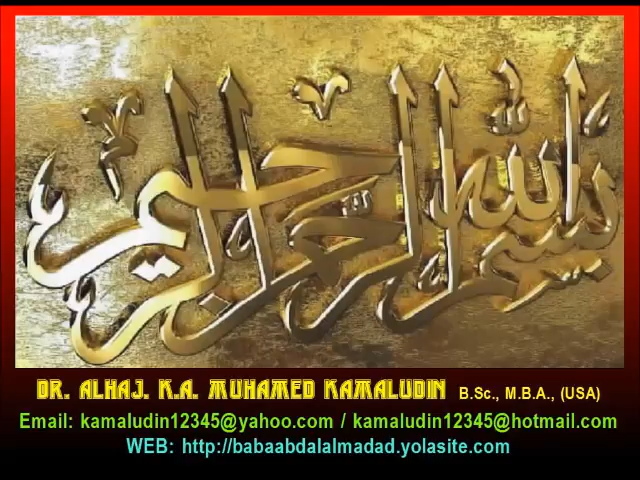 بسم الله الرحمن الرحيم
DR. ALHAJ. K.A. MUHAMED KAMALUDIN B.Sc., M.B.A., (USA)
Email: kamaludin12345@yahoo.com / kamaludin12345@hotmail.com
WEB: http://babaabdalalmadad.yolasite.com